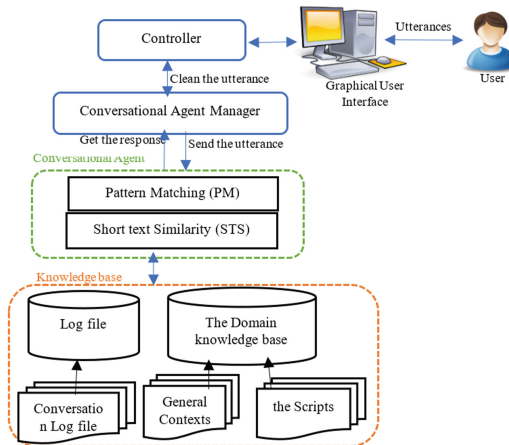 Controller
Utterances
Clean the utterance
Graphical User
Interface
User
Conversational Agent Manager
Get the response
Send the utterance
Conversational Agent
Pattern Matching (PM)
Short text Similarity (STS)
Knowledge base
Log file
The Domain
knowledge base
Conversatio
n Log file
General
Contexts
the Scripts